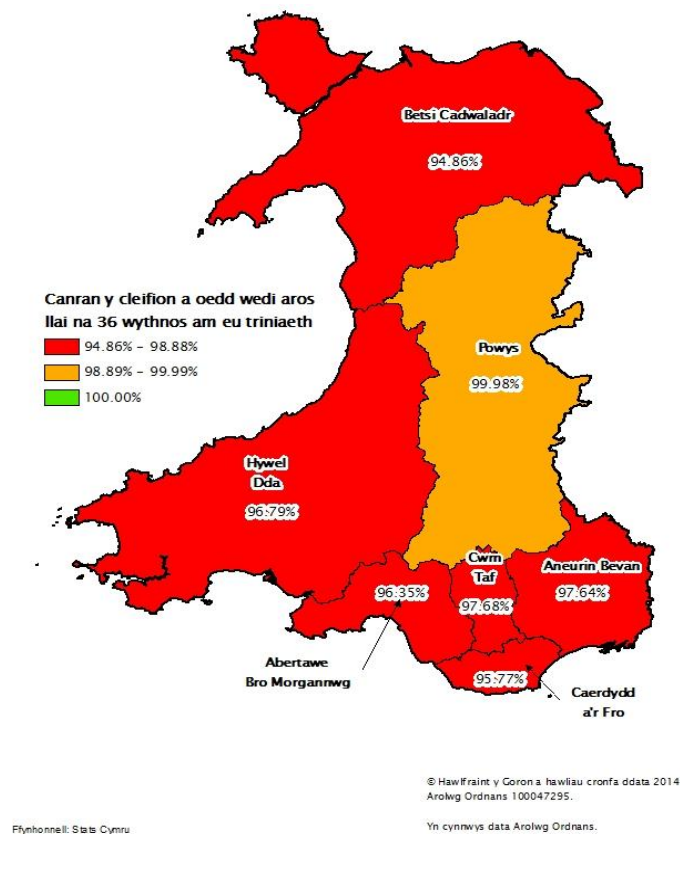 Betsi Cadwaladr
94.86%
Canran y cleifion a oedd wedi aros
llai na 36 wythnos am eu triniaeth
94.86% - 98.88%
98.89% - 99.99%
100.00%
Powys
99.98%
Hywel
Dda
96.79%
Cwm
Taf
97.68%
Aneurin Bevan
97.64%
96.35%
Abertawe
Bro Morgannwg
95.77%
Caerdydd
a'r Fro
© Hawlfraint y Goron a hawliau cronfa ddata 2014
Arolwg Ordnans 100047295.
Yn cynnwys data Arolwg Ordnans.
Ffynhonnell: Stats Cymru